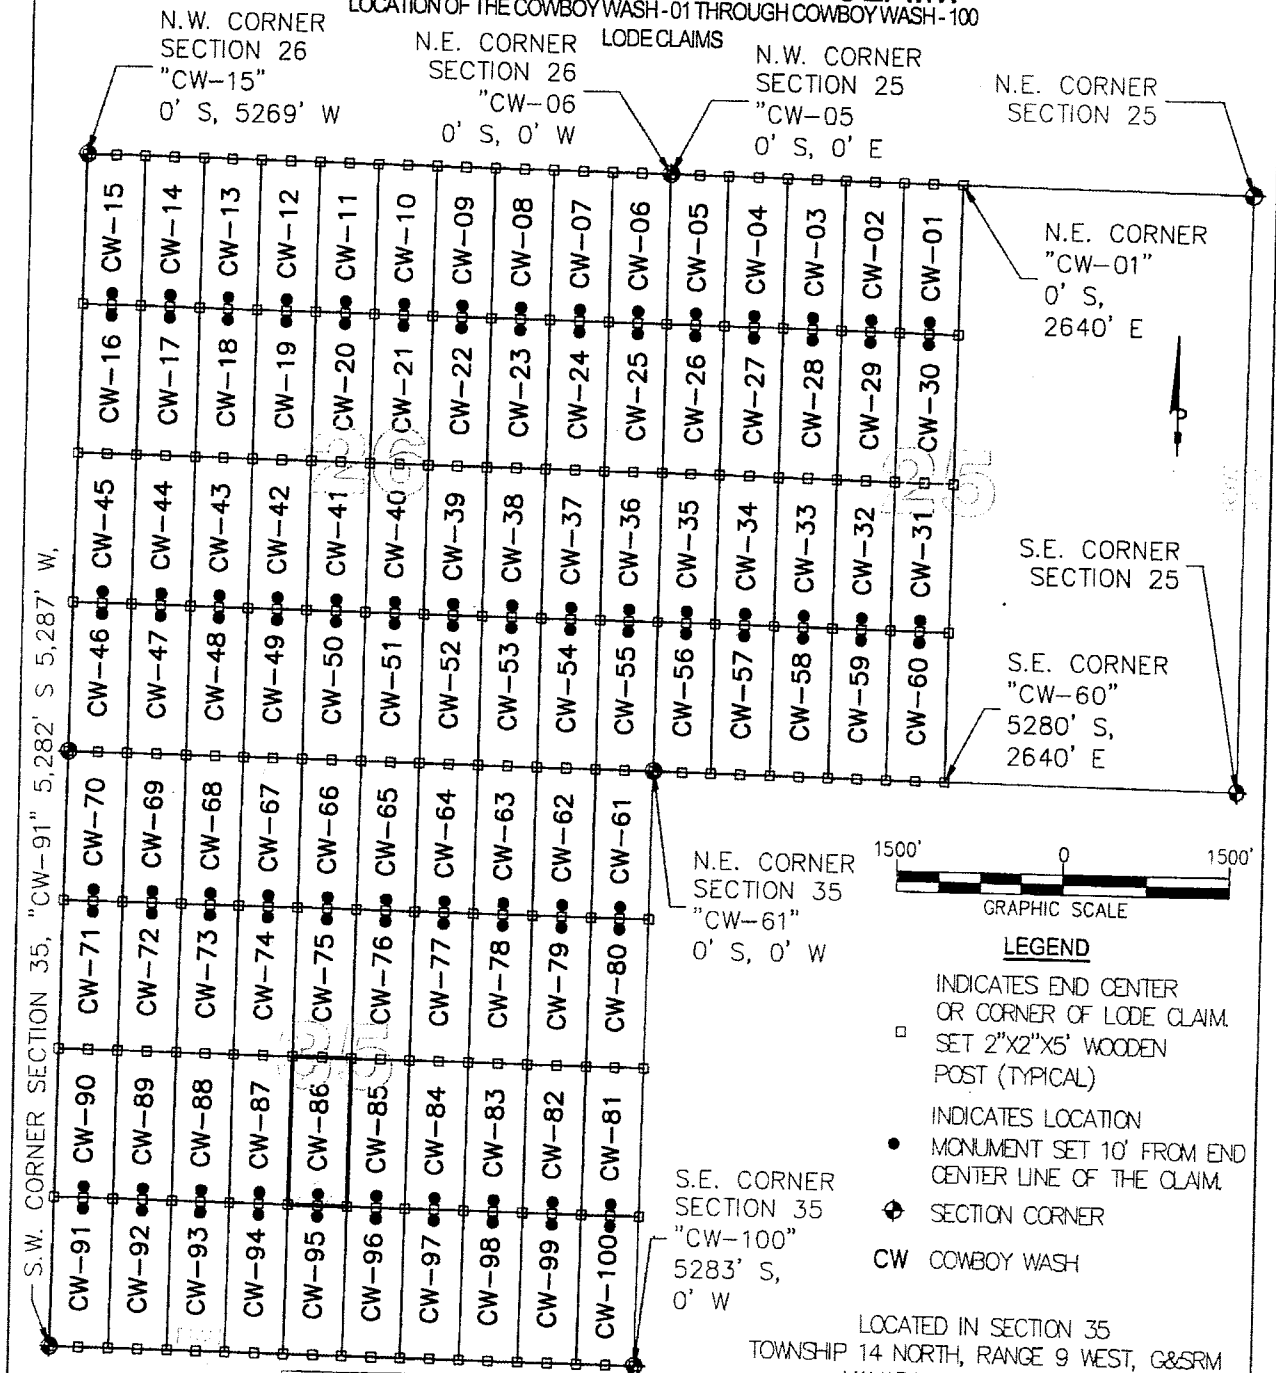 LOCATION OF THE COWBOY WASH-01 THROUGH COWBOY WASH-100
LODE CLAIMS
N.W. CORNER
SECTION 26
"CW-15"
0' S, 5269' W
N.E. CORNER
SECTION 26
"CW-06
0' S, 0' W
N.W. CORNER
SECTION 25
"CW-05
0' S, 0' E
N.E. CORNER
SECTION 25
CW-15 CW-14 CW-13 CW-12 CW-11 CW-10 CW-09 CW-08 CW-07 CW-06 CW-05 CW-04 CW-03 CW-02 CW-01
N.E. CORNER
"CW-01"
0' S,
2640' E
CW-16 CW-17 CW-18 CW-19 CW-20 CW-21 CW-22 CW-23 CW-24 CW-25 CW-26 CW-27 CW-28 CW-29 CW-30
26
25
CW-45 CW-44 CW-43 CW-42 CW-41 CW-40 CW-39 CW-38 CW-37 CW-36 CW-35 CW-34 CW-33 CW-32 CW-31
S.E. CORNER
SECTION 25
CW-46 CW-47 CW-48 CW-49 CW-50 CW-51 CW-52 CW-53 CW-54 CW-55 CW-56 CW-57 CW-58 CW-59 CW-60
S.E. CORNER
"CW-60"
5280' S,
2640' E
CW-70 CW-69 CW-68 CW-67 CW-66 CW-65 CW-64 CW-63 CW-62 CW-61
N.E. CORNER
SECTION 35
"CW-61"
0' S, 0' W
CW-71 CW-72 CW-73 CW-74 CW-75 CW-76 CW-77 CW-78 CW-79 CW-80
35
CW-90 CW-89 CW-88 CW-87 CW-86 CW-85 CW-84 CW-83 CW-82 CW-81
CW-91 CW-92 CW-93 CW-94 CW-95 CW-96 CW-97 CW-98 CW-99 CW-100
S.W. CORNER SECTION 35, "CW-91" 5,282' S 5,287' W,
S.E. CORNER
SECTION 35
"CW-100"
5283' S,
0' W
1500' 0 1500'
GRAPHIC SCALE
LEGEND
INDICATES END CENTER
OR CORNER OF LODE CLAIM.
SET 2"X2"X5' WOODEN
POST (TYPICAL)
INDICATES LOCATION
MONUMENT SET 10' FROM END
CENTER LINE OF THE CLAIM.
SECTION CORNER
CW COWBOY WASH
LOCATED IN SECTION 35
TOWNSHIP 14 NORTH, RANGE 9 WEST, G&SRM